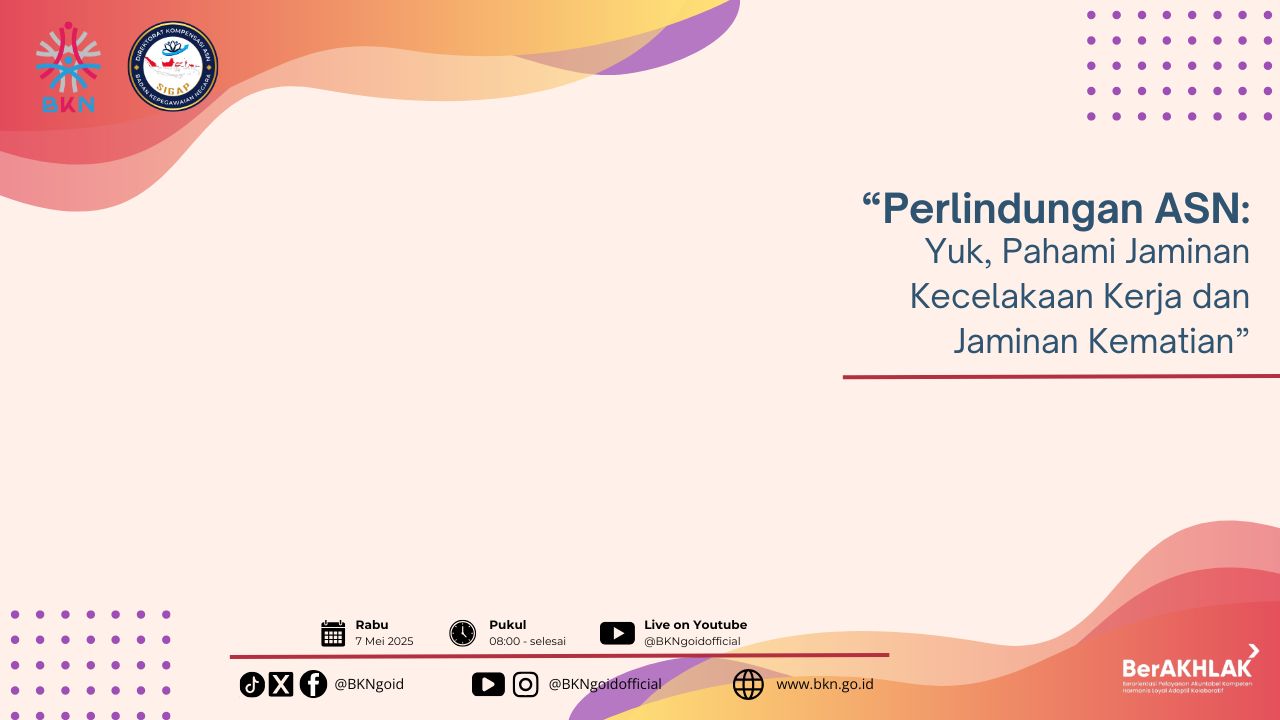 BKN
DIREKTORAT KOMPENSASI ASN
SIGAP
BADAN KEPEGAWAIAN NEGARA
“Perlindungan ASN:
Yuk, Pahami Jaminan
Kecelakaan Kerja dan
Jaminan Kematian”
Rabu
7 Mei 2025
Pukul
08:00 - selesai
Live on Youtube
@BKNgoidofficial
@BKNgoid
@BKNgoidofficial
www.bkn.go.id
BerAKHLAK
Berorientasi Pelayanan Akuntabel Kompeten
Harmonis Loyal Adaptif Kolaboratif